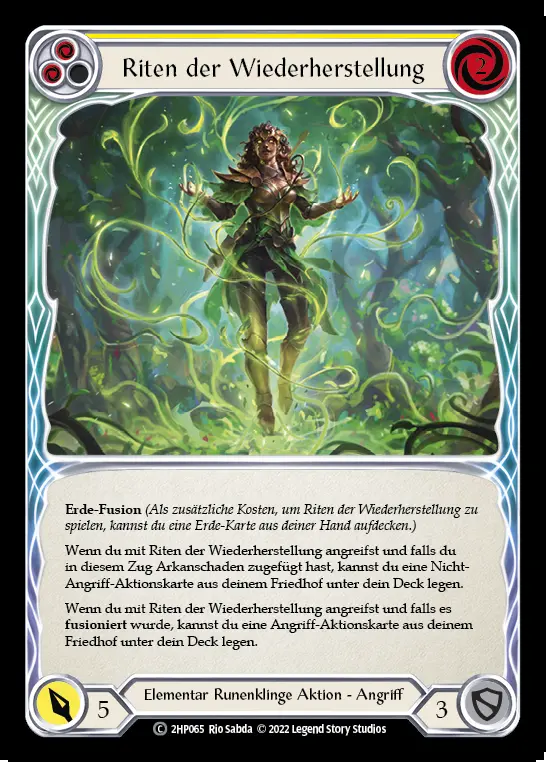 Riten der Wiederherstellung
2
Erde-Fusion (Als zusätzliche Kosten, um Riten der Wiederherstellung zu
spielen, kannst du eine Erde-Karte aus deiner Hand aufdecken.)
Wenn du mit Riten der Wiederherstellung angreifst und falls du
in diesem Zug Arkanschaden zugefügt hast, kannst du eine Nicht-
Angriff-Aktionskarte aus deinem Friedhof unter dein Deck legen.
Wenn du mit Riten der Wiederherstellung angreifst und falls es
fusioniert wurde, kannst du eine Angriff-Aktionskarte aus deinem
Friedhof unter dein Deck legen.
5
Elementar Runenklinge Aktion - Angriff
3
C 2HP065 Rio Sabda © 2022 Legend Story Studios